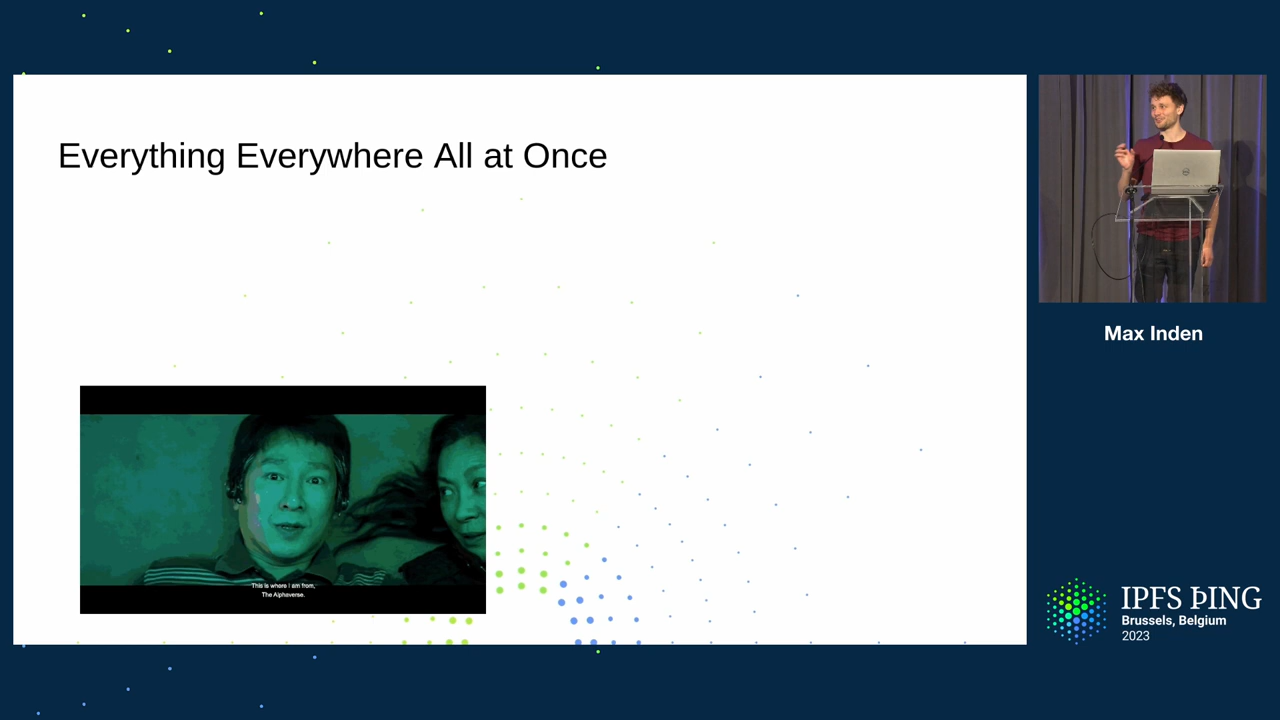 Everything Everywhere All at Once
This is where I am from,
The Alphaverse.
Max Inden
IPFS ÞING
Brussels, Belgium
2023